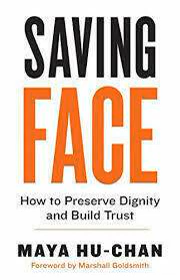 SAVING
FACE
How to Preserve Dignity
and Build Trust
MAYA HU-CHAN
Foreword by Marshall Goldsmith